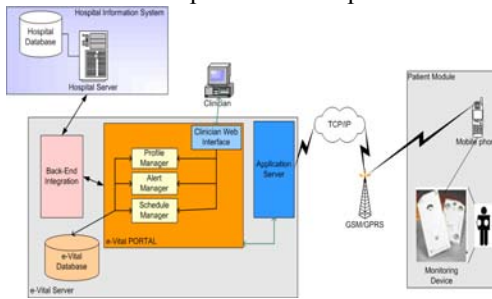 Hospital Information System
Hospital
Database
Hospital Server
Clinician
Clinician Web
Interface
Back-End
Integration
Profile
Manager
Alert
Manager
Schedule
Manager
Application
Server
e-Vital PORTAL
e-Vital
Database
e-Vital Server
TCP/IP
GSM/GPRS
Patient Module
Mobile phon
Monitoring
Device